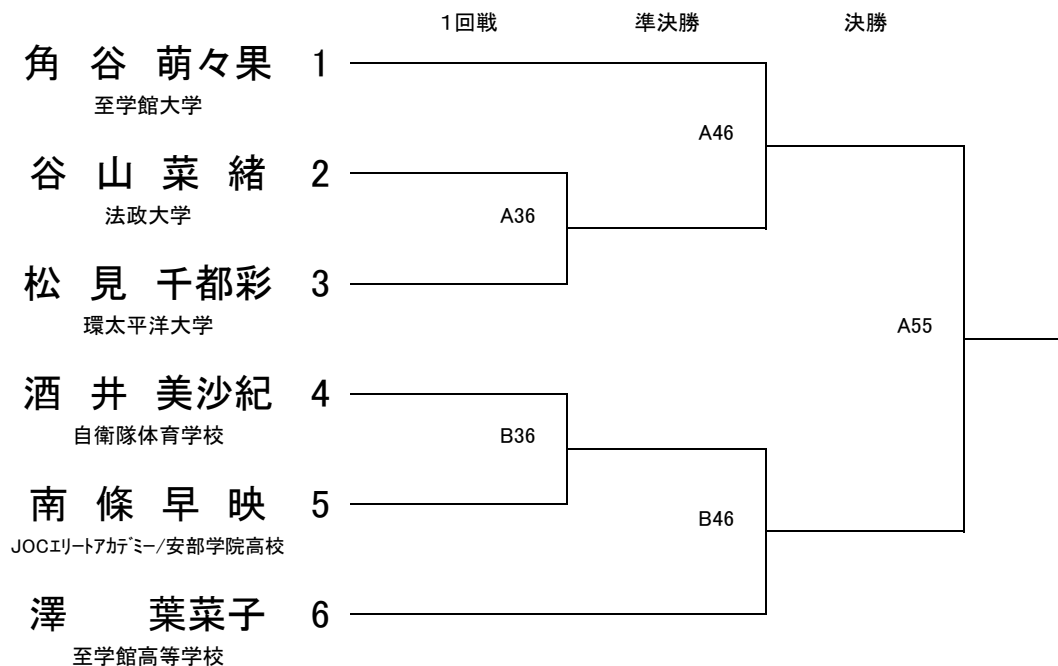 １回戦 準決勝 決勝
角 谷 萌々果 1
至学館大学
A46
谷 山 菜 緒 2
法政大学
A36
松 見 千都彩 3
環太平洋大学
A55
酒 井 美沙紀 4
自衛隊体育学校
B36
南 條 早 映 5
JOCｴﾘｰﾄｱｶﾃﾞﾐｰ/安部学院高校
B46
澤 葉菜子 6
至学館高等学校